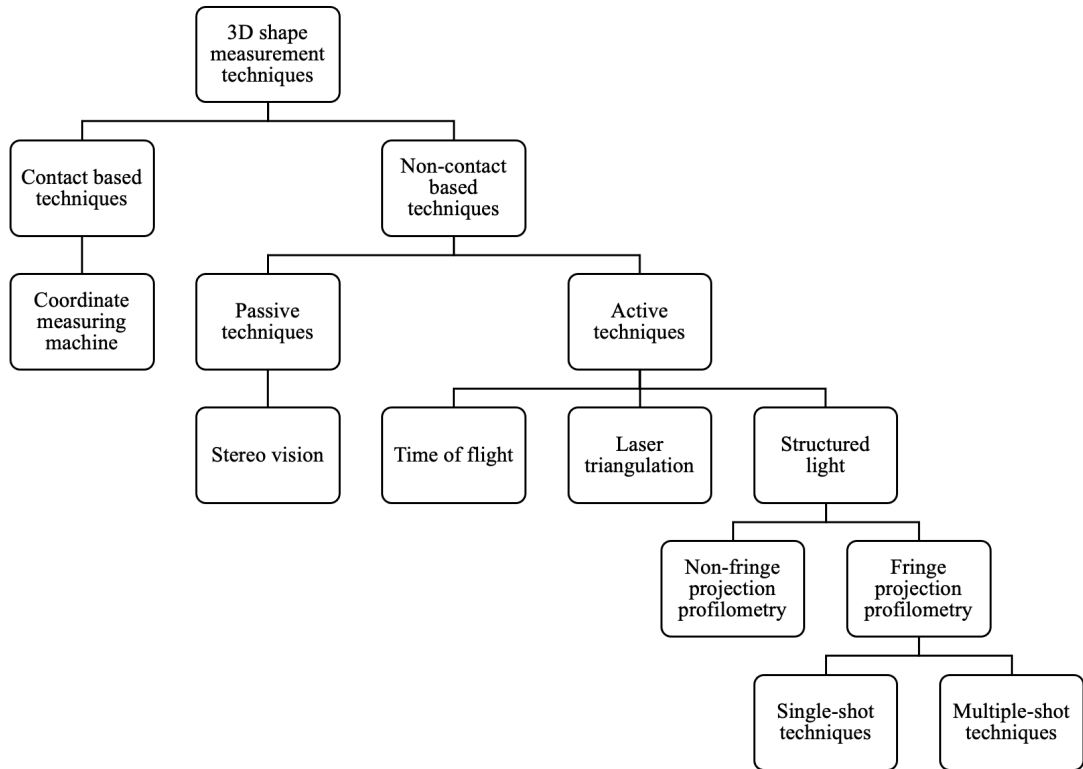 3D shape
measurement
techniques
Contact based
techniques
Non-contact
based
techniques
Coordinate
measuring
machine
Passive
techniques
Active
techniques
Stereo vision
Time of flight
Laser
triangulation
Structured
light
Non-fringe
projection
profilometry
Fringe
projection
profilometry
Single-shot
techniques
Multiple-shot
techniques